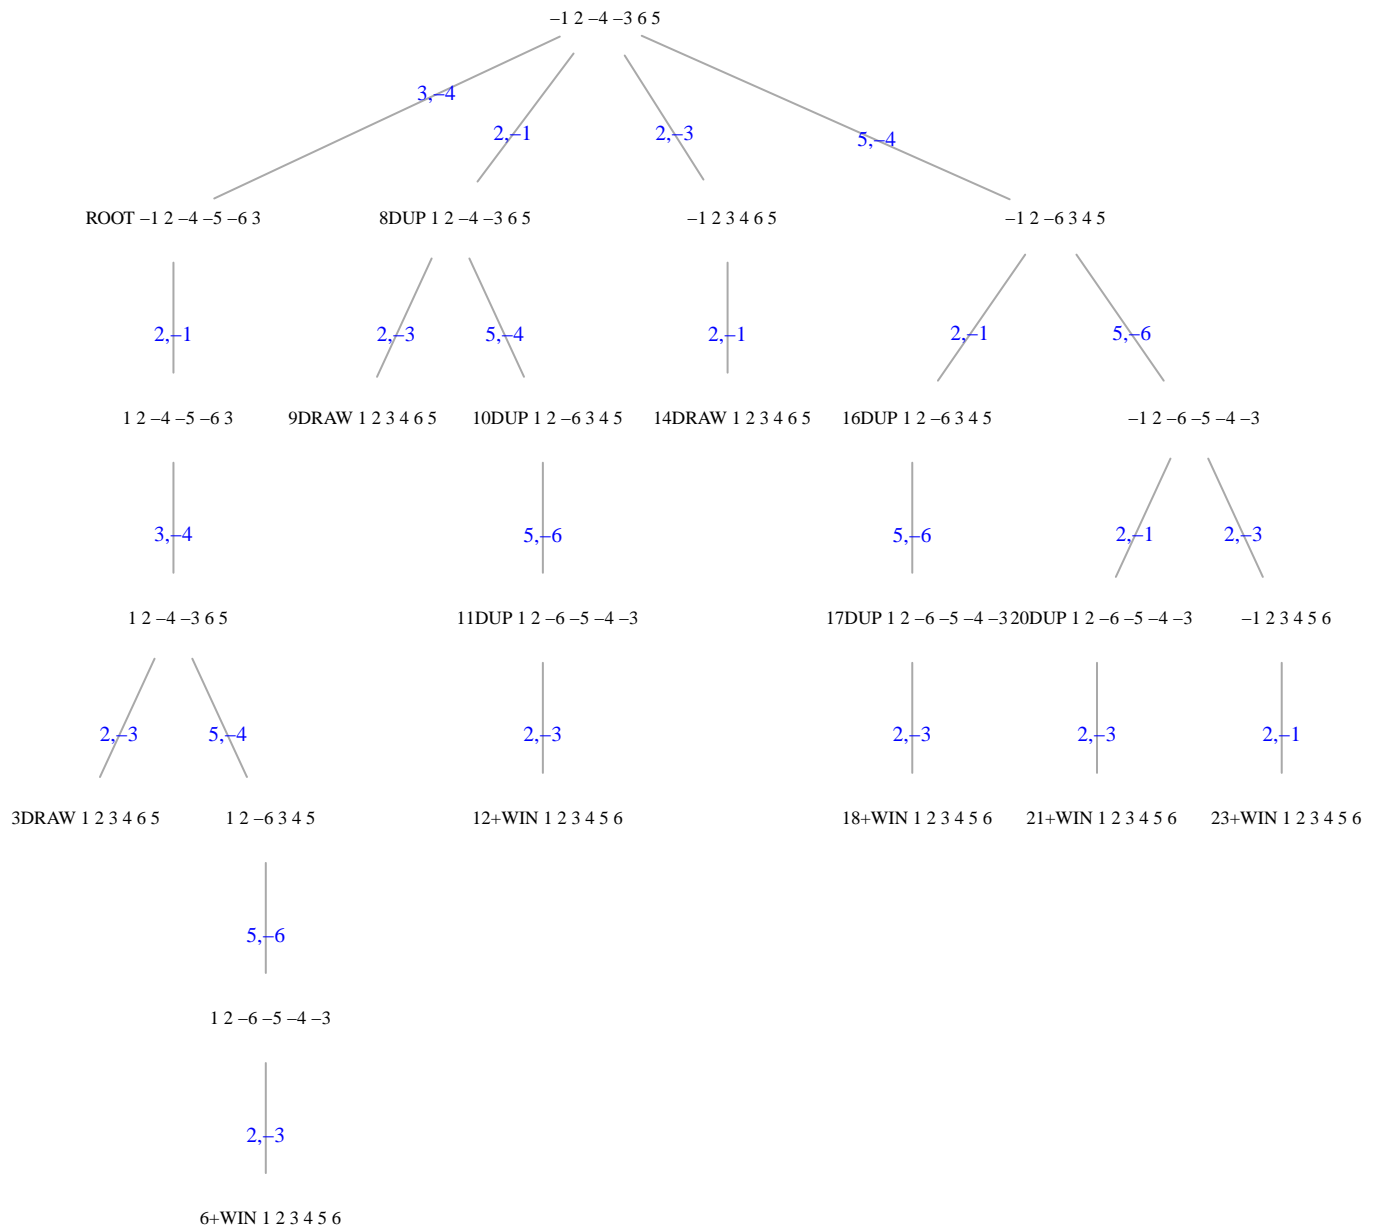 –1 2 –4 –3 6 5
3,–4
2,–1
2,–3
5,–4
ROOT –1 2 –4 –5 –6 3
8DUP 1 2 –4 –3 6 5
–1 2 3 4 6 5
–1 2 –6 3 4 5
2,–1
2,–3
5,–4
2,–1
2,–1
5,–6
1 2 –4 –5 –6 3
9DRAW 1 2 3 4 6 5
10DUP 1 2 –6 3 4 5
14DRAW 1 2 3 4 6 5
16DUP 1 2 –6 3 4 5
–1 2 –6 –5 –4 –3
3,–4
5,–6
5,–6
2,–1
2,–3
1 2 –4 –3 6 5
11DUP 1 2 –6 –5 –4 –3
17DUP 1 2 –6 –5 –4 –3
20DUP 1 2 –6 –5 –4 –3
–1 2 3 4 5 6
2,–3
5,–4
2,–3
2,–3
2,–3
2,–1
3DRAW 1 2 3 4 6 5
1 2 –6 3 4 5
12+WIN 1 2 3 4 5 6
18+WIN 1 2 3 4 5 6
21+WIN 1 2 3 4 5 6
23+WIN 1 2 3 4 5 6
5,–6
1 2 –6 –5 –4 –3
2,–3
6+WIN 1 2 3 4 5 6